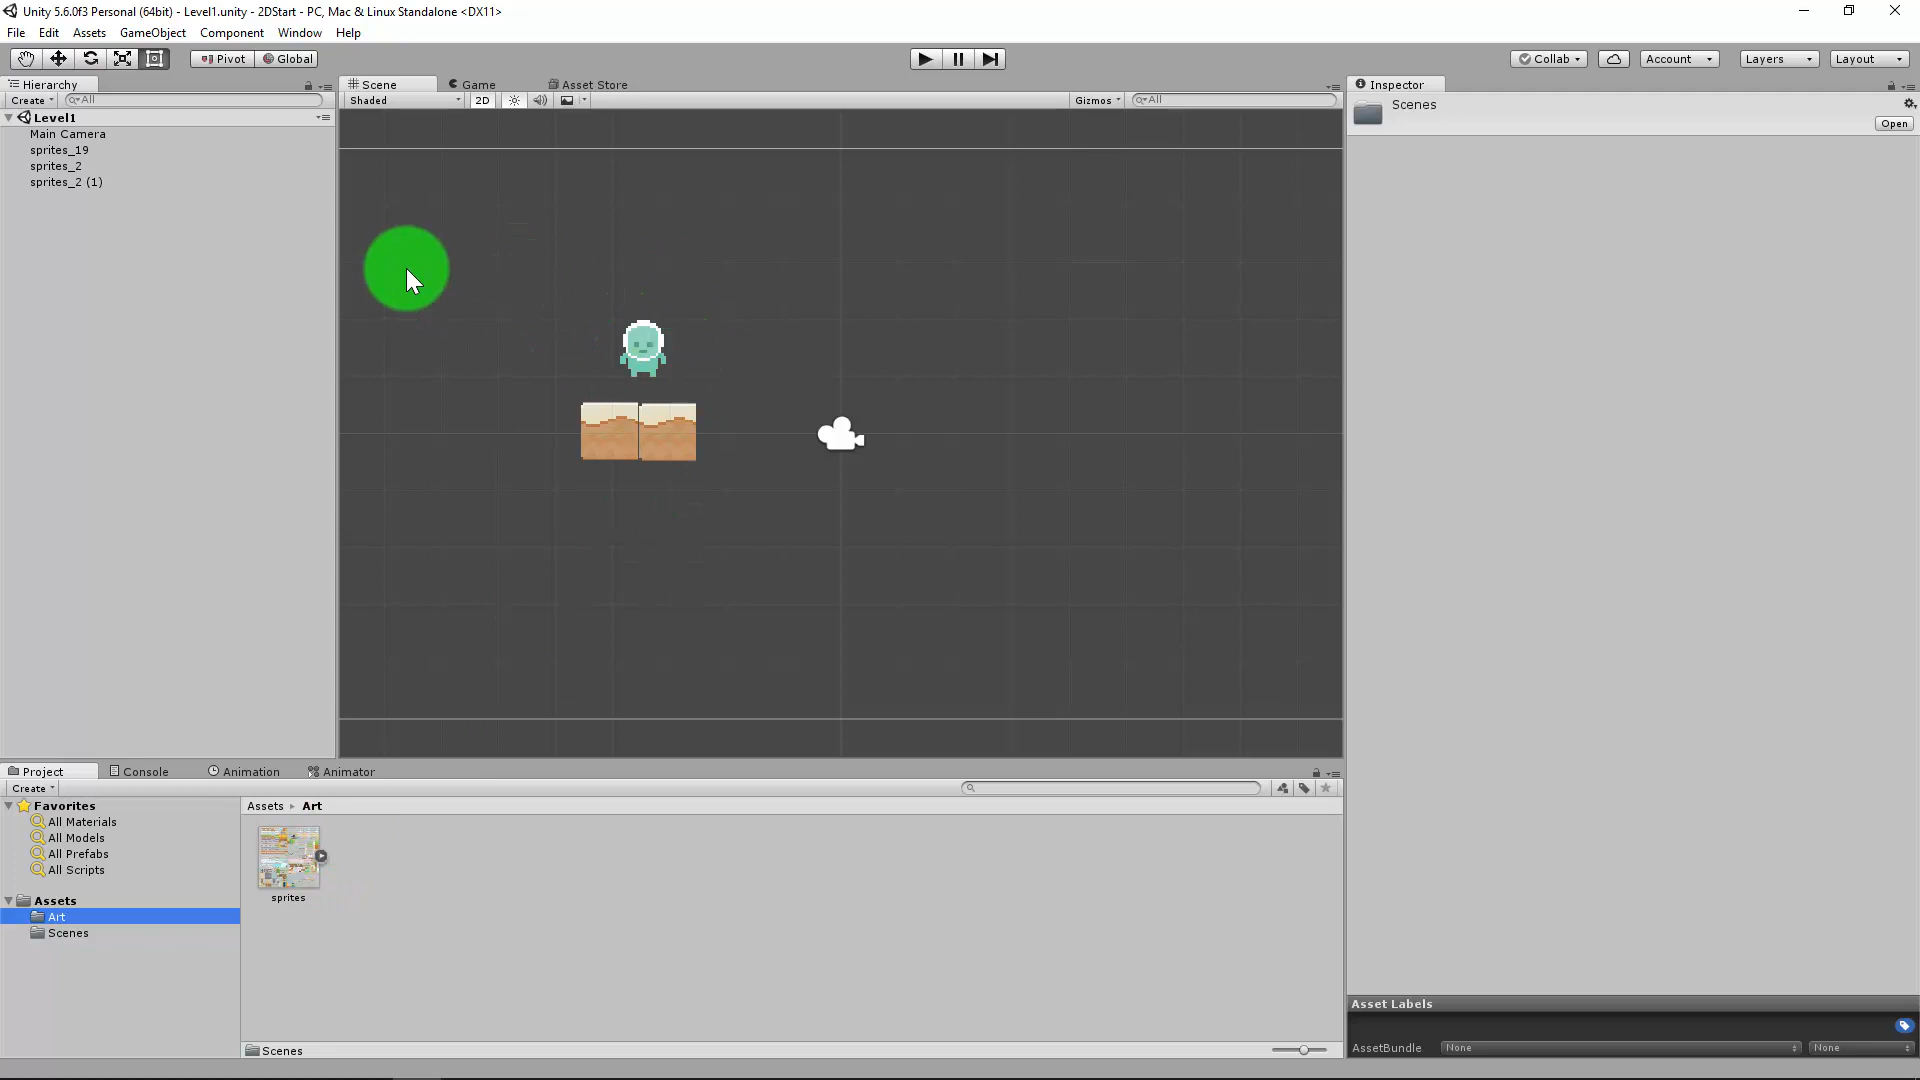 Unity 5.6.0f3 Personal (64bit) - Level1.unity - 2DStart - PC, Mac & Linux Standalone <DX11>
File Edit Assets GameObject Component Window Help
Pivot Global Collab Account Layers Layout
Hierarchy Scene Game Asset Store Inspector
Create All Shaded 2D Gizmos All
Scenes
Open
Level1
Main Camera
sprites_19
sprites_2
sprites_2 (1)
Project Console Animation Animator
Create
Favorites Assets Art
All Materials
All Models
All Prefabs
All Scripts
sprites
Assets
Art
Scenes
Asset Labels
Scenes AssetBundle None None